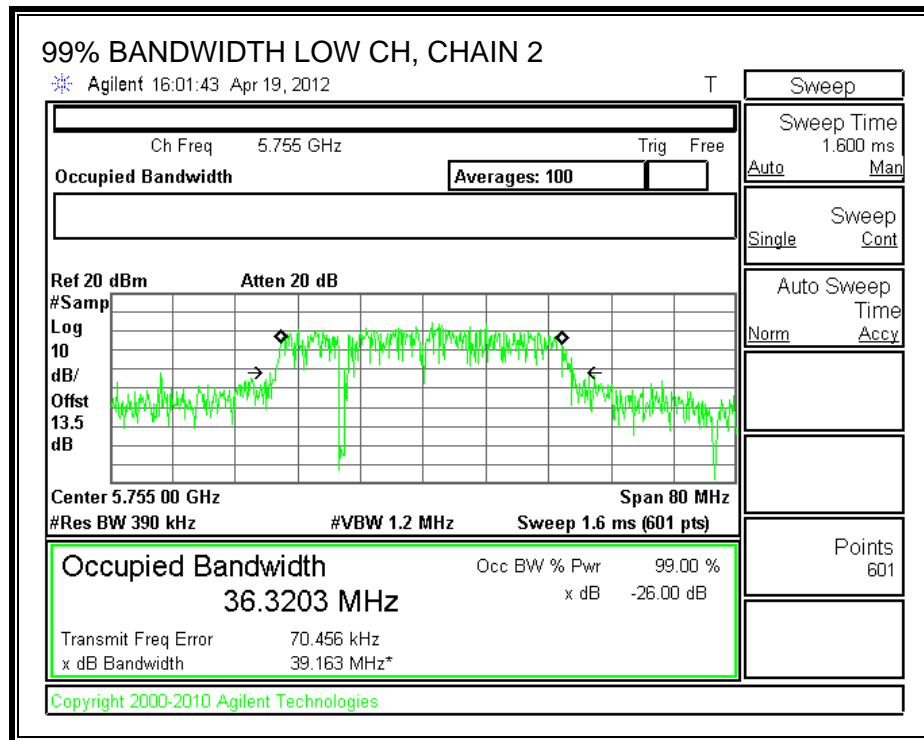 99% BANDWIDTH LOW CH, CHAIN 2
Agilent 16:01:43 Apr 19, 2012 T
Ch Freq 5.755 GHz Trig Free
Occupied Bandwidth Averages: 100
Ref 20 dBm Atten 20 dB
#Samp
Log
10
dB/
Offst
13.5
dB
Center 5.755 00 GHz Span 80 MHz
#Res BW 390 kHz #VBW 1.2 MHz Sweep 1.6 ms (601 pts)
Occupied Bandwidth Occ BW % Pwr 99.00 %
36.3203 MHz x dB -26.00 dB
Transmit Freq Error 70.456 kHz
x dB Bandwidth 39.163 MHz*
Copyright 2000-2010 Agilent Technologies
Sweep
Sweep Time
1.600 ms
Auto Man
Sweep
Single Cont
Auto Sweep
Time
Norm Accy
Points
601